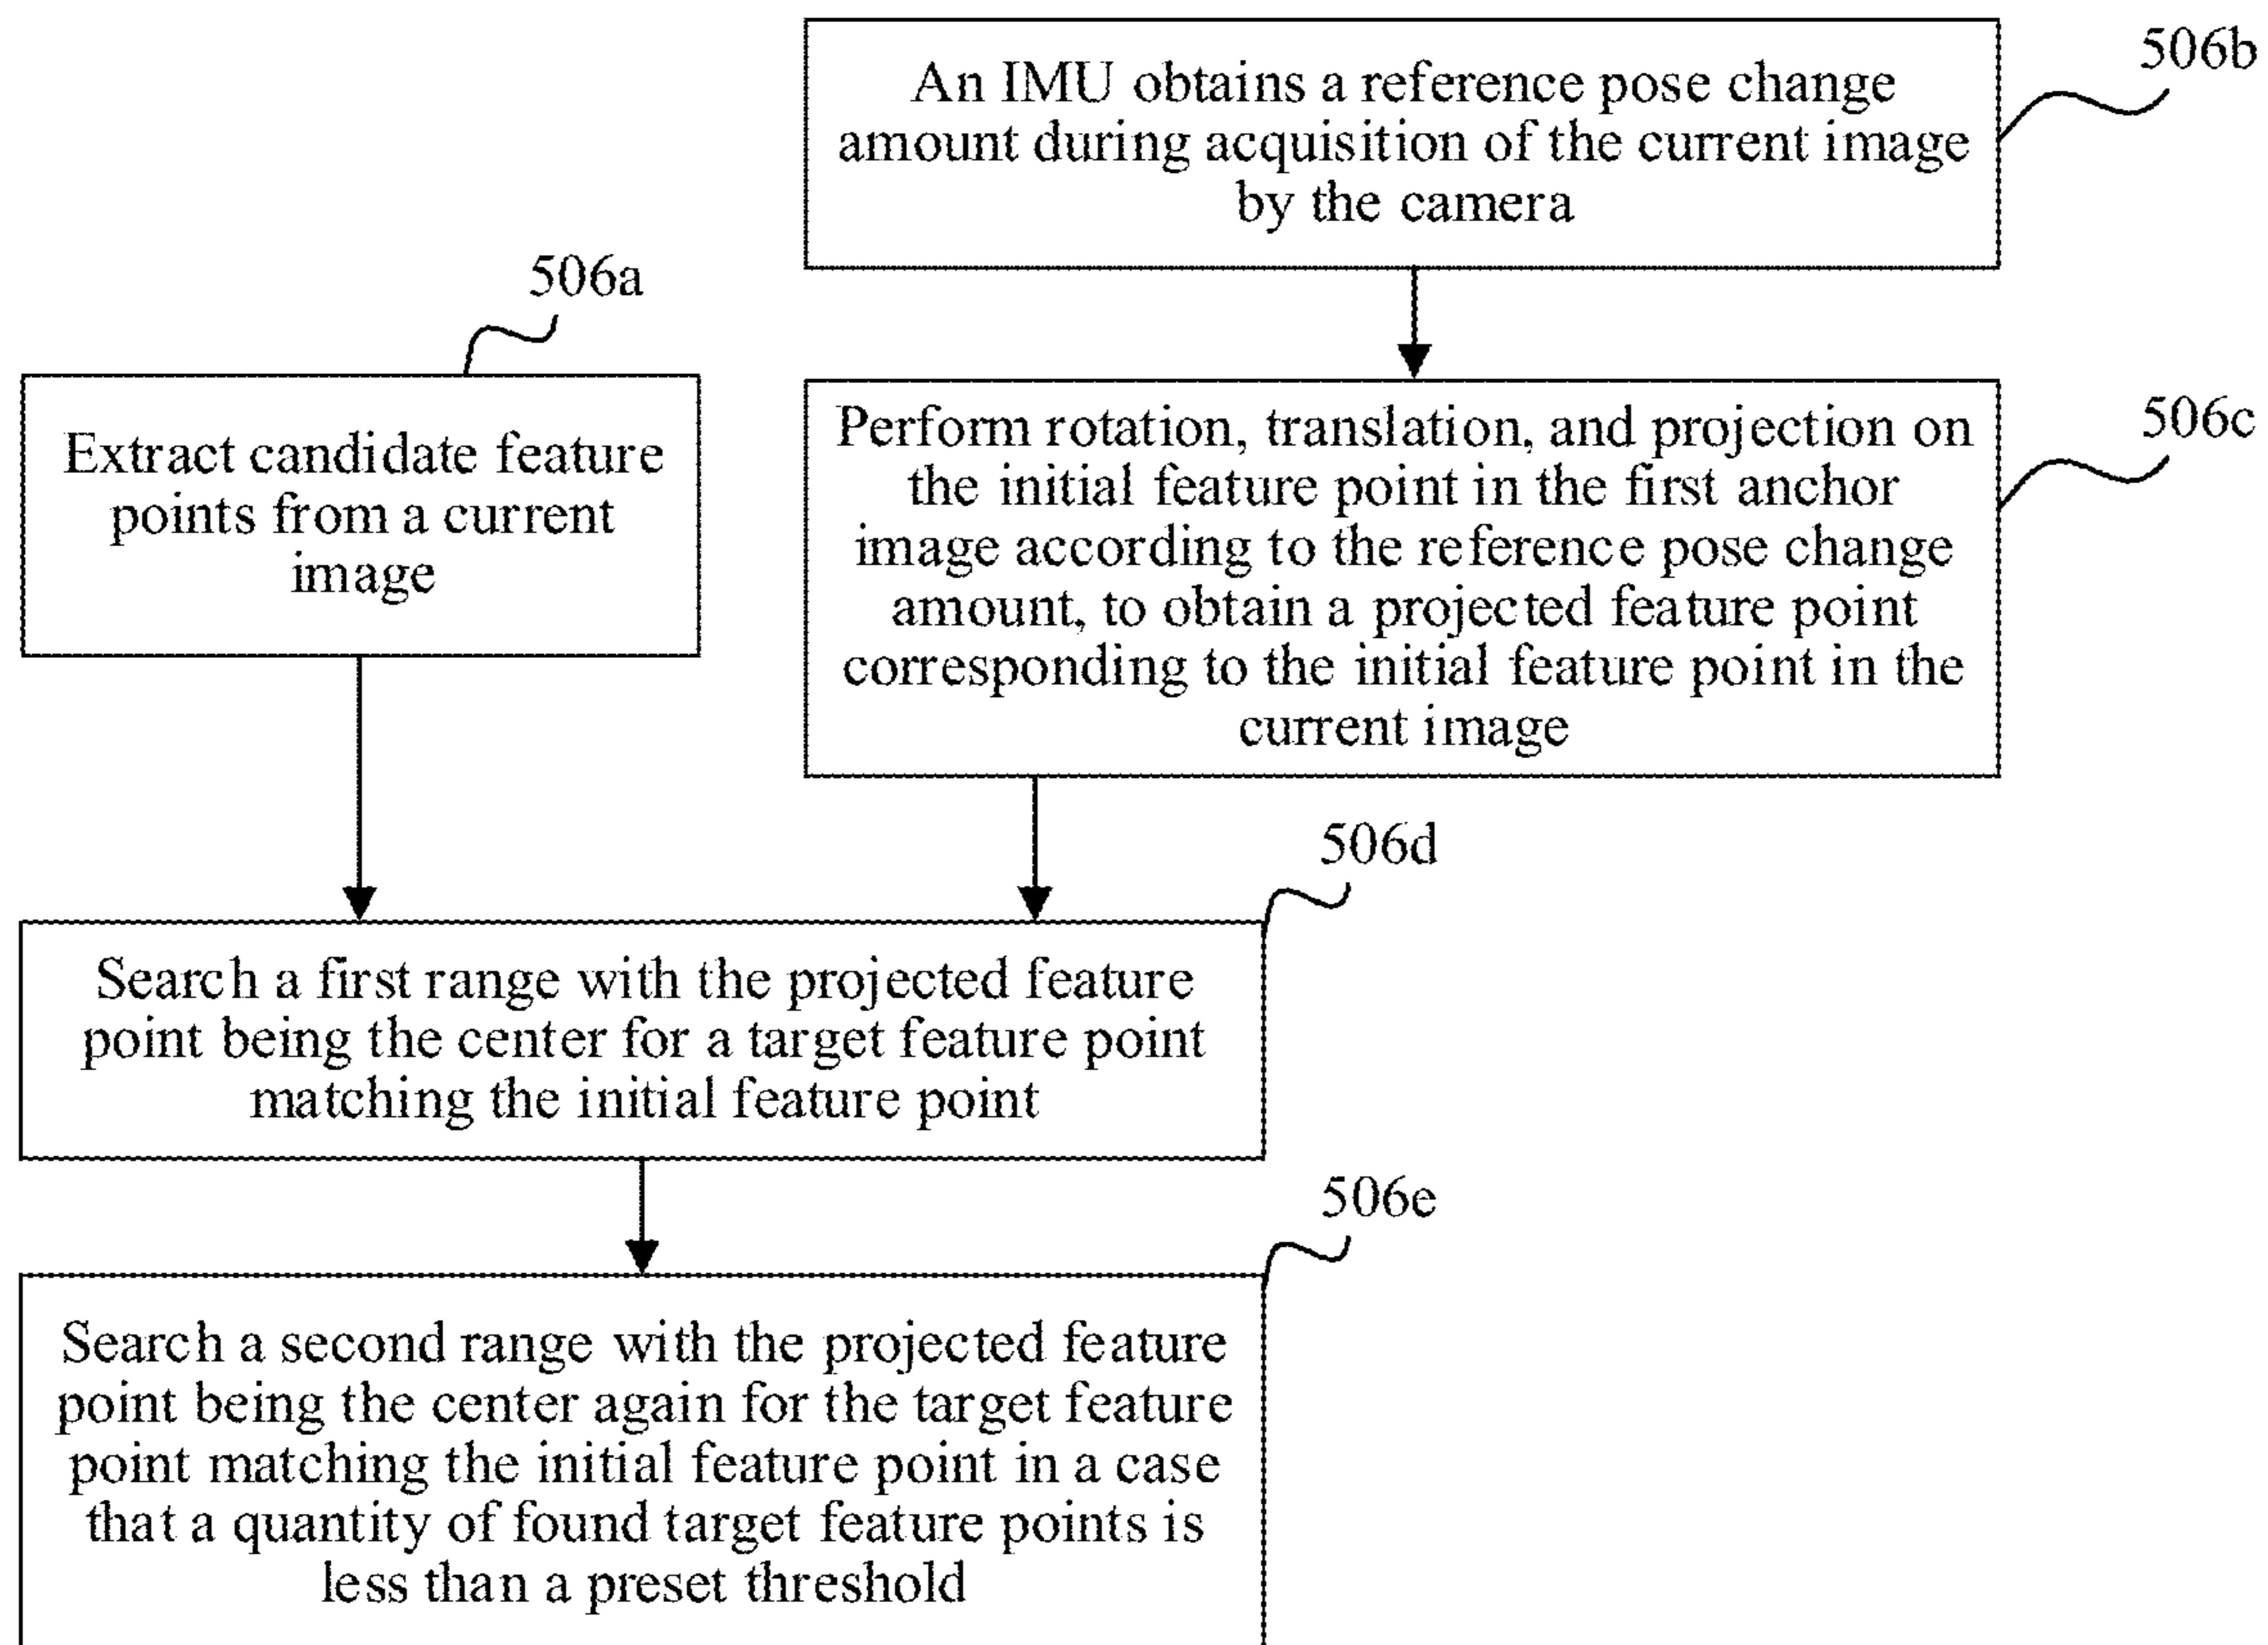 506b
An IMU obtains a reference pose change
amount during acquisition of the current image
by the camera
506a
Extract candidate feature
points from a current
image
506c
Perform rotation, translation, and projection on
the initial feature point in the first anchor
image according to the reference pose change
amount, to obtain a projected feature point
corresponding to the initial feature point in the
current image
506d
Search a first range with the projected feature
point being the center for a target feature point
matching the initial feature point
506e
Search a second range with the projected feature
point being the center again for the target feature
point matching the initial feature point in a case
that a quantity of found target feature points is
less than a preset threshold